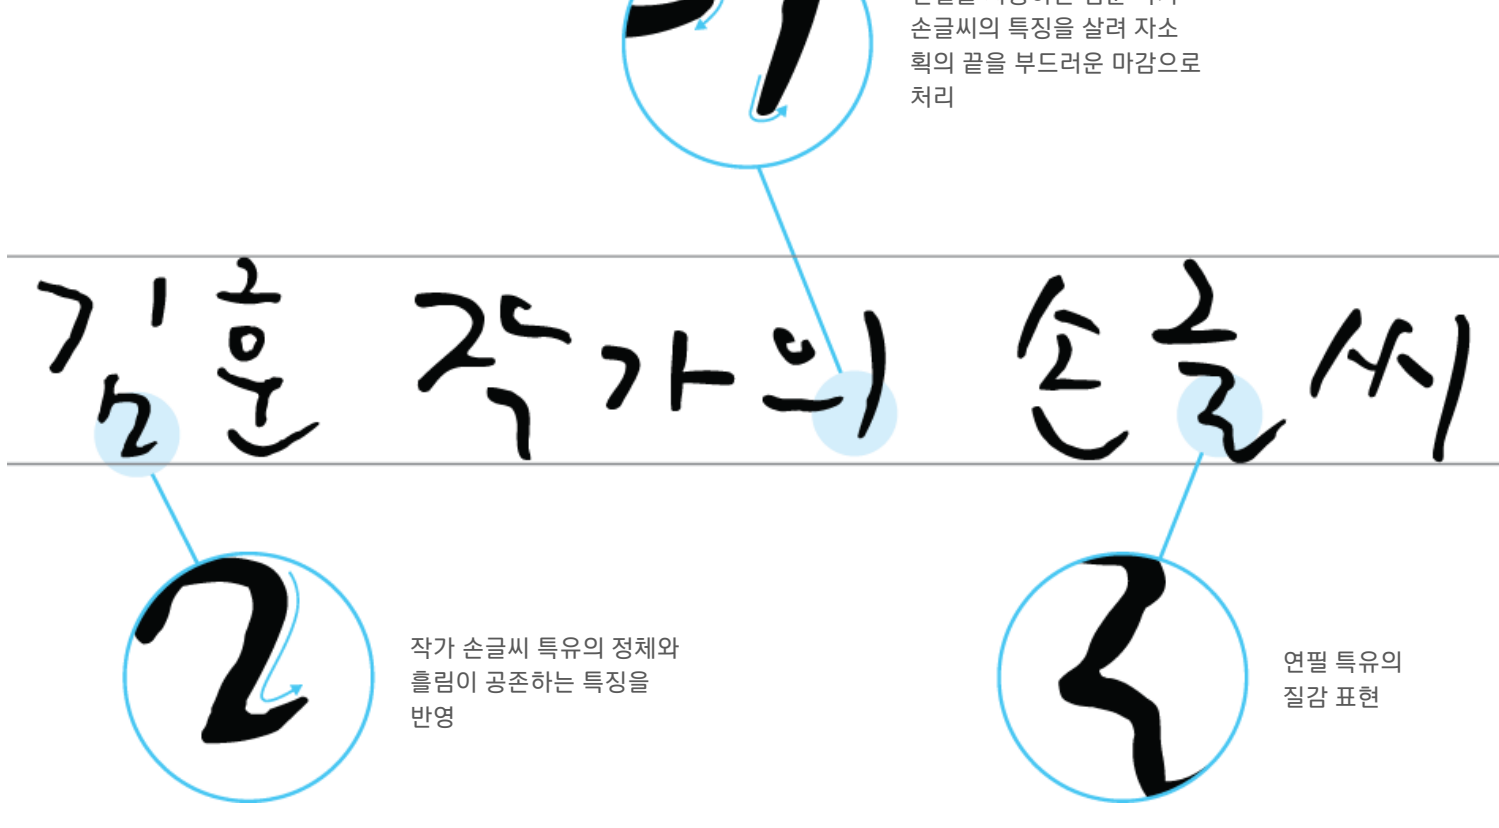 손글씨의 특징을 살려 자소
획의 끝을 부드러운 마감으로
처리
김훈 작가의 손글씨
작가 손글씨 특유의 정체와
흘림이 공존하는 특징을
반영
연필 특유의
질감 표현